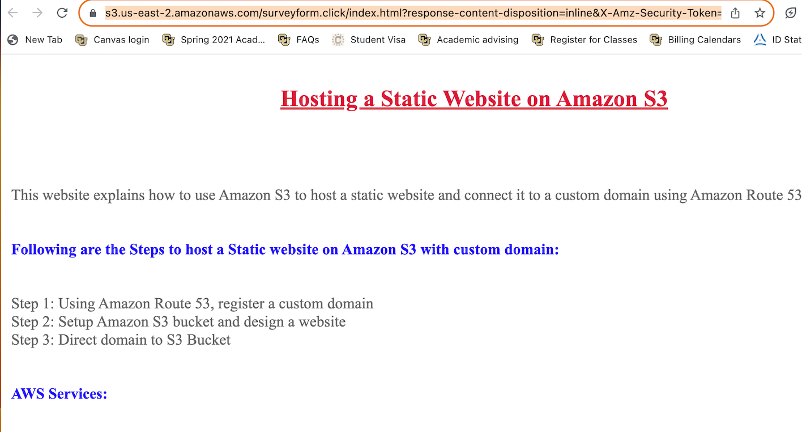 s3.us-east-2.amazonaws.com/surveyform.click/index.html?response-content-disposition=inline&X-Amz-Security-Token=
New Tab Canvas login Spring 2021 Acad... FAQs Student Visa Academic advising Register for Classes Billing Calendars ID Stat
Hosting a Static Website on Amazon S3
This website explains how to use Amazon S3 to host a static website and connect it to a custom domain using Amazon Route 53
Following are the Steps to host a Static website on Amazon S3 with custom domain:
Step 1: Using Amazon Route 53, register a custom domain
Step 2: Setup Amazon S3 bucket and design a website
Step 3: Direct domain to S3 Bucket
AWS Services: